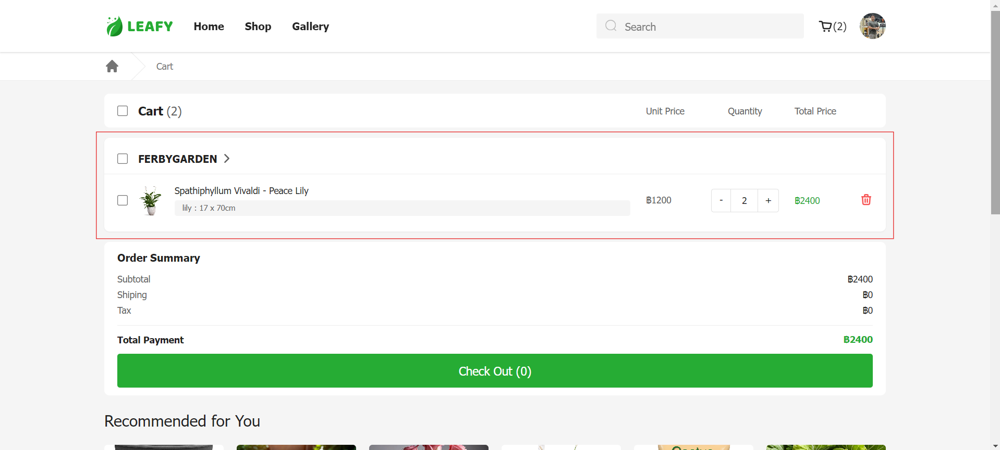 LEAFY Home Shop Gallery Search (2)
Cart
Cart (2) Unit Price Quantity Total Price
FERBYGARDEN
Spathiphyllum Vivaldi - Peace Lily
lily : 17 x 70cm
฿1200 - 2 + ฿2400
Order Summary
Subtotal ฿2400
Shiping ฿0
Tax ฿0
Total Payment ฿2400
Check Out (0)
Recommended for You